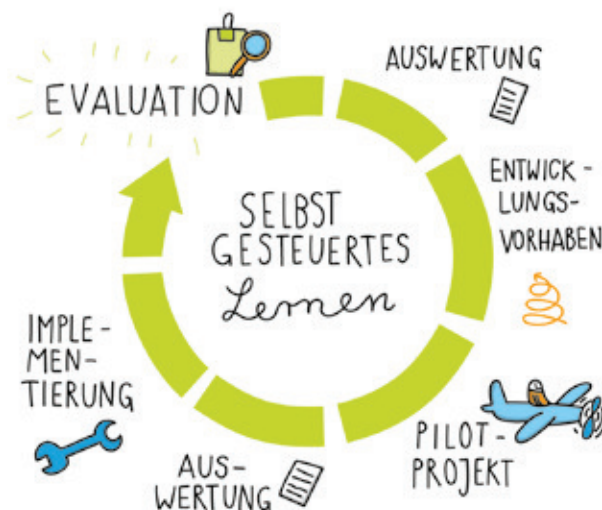 EVALUATION
AUSWERTUNG
ENTWICK-
LUNGS-
VORHABEN
PILOT-
PROJEKT
AUS-
WERTUNG
IMPLE-
MEN-
TIERUNG
SELBST
GESTEUERTES
Lernen